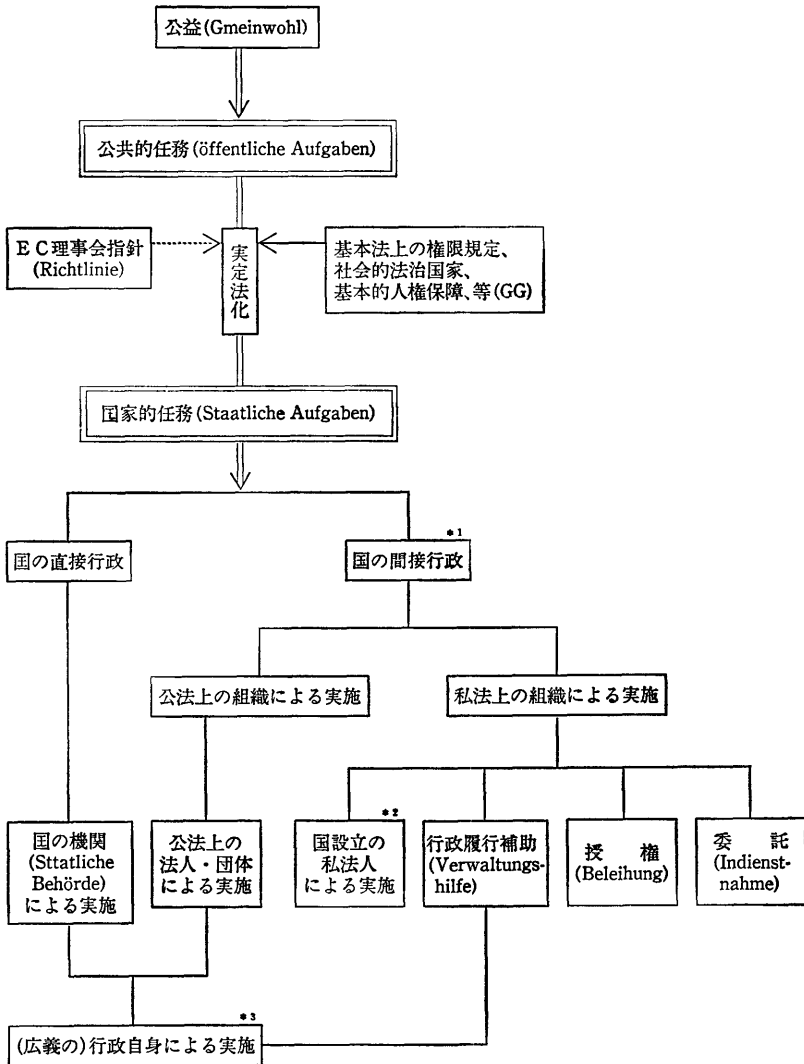 公益(Gmeinwohl)
公共的任務(öffentliche Aufgaben)
EC理事会指針
(Richtlinie)
実定法化
基本法上の権限規定、
社会的法治国家、
基本的人権保障、等(GG)
国家的任務(Staatliche Aufgaben)
国の直接行政
*1
国の間接行政
公法上の組織による実施
私法上の組織による実施
国の機関
(Sttatliche
Behörde)
による実施
公法上の
法人・団体
による実施
*2
国設立の
私法人
による実施
行政履行補助
(Verwaltungs-
hilfe)
授権
(Beleihung)
委託
(Indienst-
nahme)
*3
(広義の)行政自身による実施